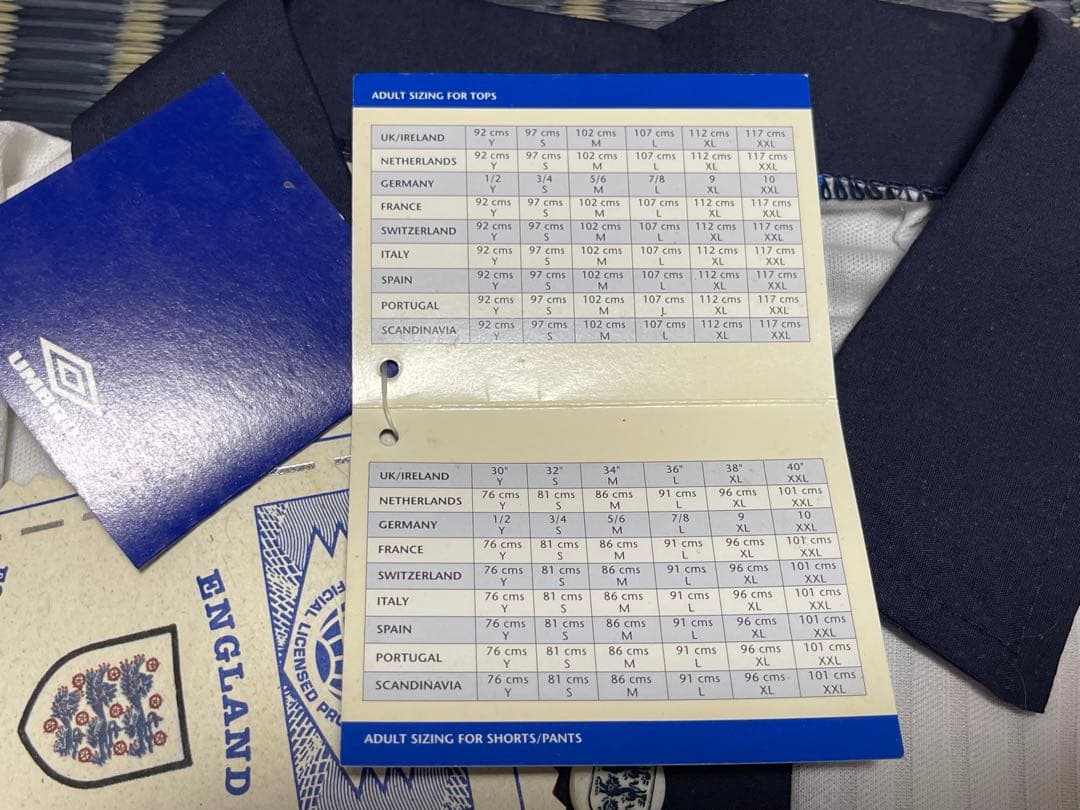 ADULT SIZING FOR TOPS
UK/IRELAND 92 cms Y 97 cms S 102 cms M 107 cms L 112 cms XL 117 cms XXL
NETHERLANDS 92 cms Y 97 cms S 102 cms M 107 cms L 112 cms XL 117 cms XXL
GERMANY 1/2 Y 3/4 S 5/6 M 7/8 L 9 XL 10 XXL
FRANCE 92 cms Y 97 cms S 102 cms M 107 cms L 112 cms XL 117 cms XXL
SWITZERLAND 92 cms Y 97 cms S 102 cms M 107 cms L 112 cms XL 117 cms XXL
ITALY 92 cms Y 97 cms S 102 cms M 107 cms L 112 cms XL 117 cms XXL
SPAIN 92 cms Y 97 cms S 102 cms M 107 cms L 112 cms XL 117 cms XXL
PORTUGAL 92 cms Y 97 cms S 102 cms M 107 cms L 112 cms XL 117 cms XXL
SCANDINAVIA 92 cms Y 97 cms S 102 cms M 107 cms L 112 cms XL 117 cms XXL
UK/IRELAND 30" Y 32" S 34" M 36" L 38" XL 40" XXL
NETHERLANDS 76 cms Y 81 cms S 86 cms M 91 cms L 96 cms XL 101 cms XXL
GERMANY 1/2 Y 3/4 S 5/6 M 7/8 L 9 XL 10 XXL
FRANCE 76 cms Y 81 cms S 86 cms M 91 cms L 96 cms XL 101 cms XXL
SWITZERLAND 76 cms Y 81 cms S 86 cms M 91 cms L 96 cms XL 101 cms XXL
ITALY 76 cms Y 81 cms S 86 cms M 91 cms L 96 cms XL 101 cms XXL
SPAIN 76 cms Y 81 cms S 86 cms M 91 cms L 96 cms XL 101 cms XXL
PORTUGAL 76 cms Y 81 cms S 86 cms M 91 cms L 96 cms XL 101 cms XXL
SCANDINAVIA 76 cms Y 81 cms S 86 cms M 91 cms L 96 cms XL 101 cms XXL
ADULT SIZING FOR SHORTS/PANTS
UMBRO
ENGLAND
LICENSED